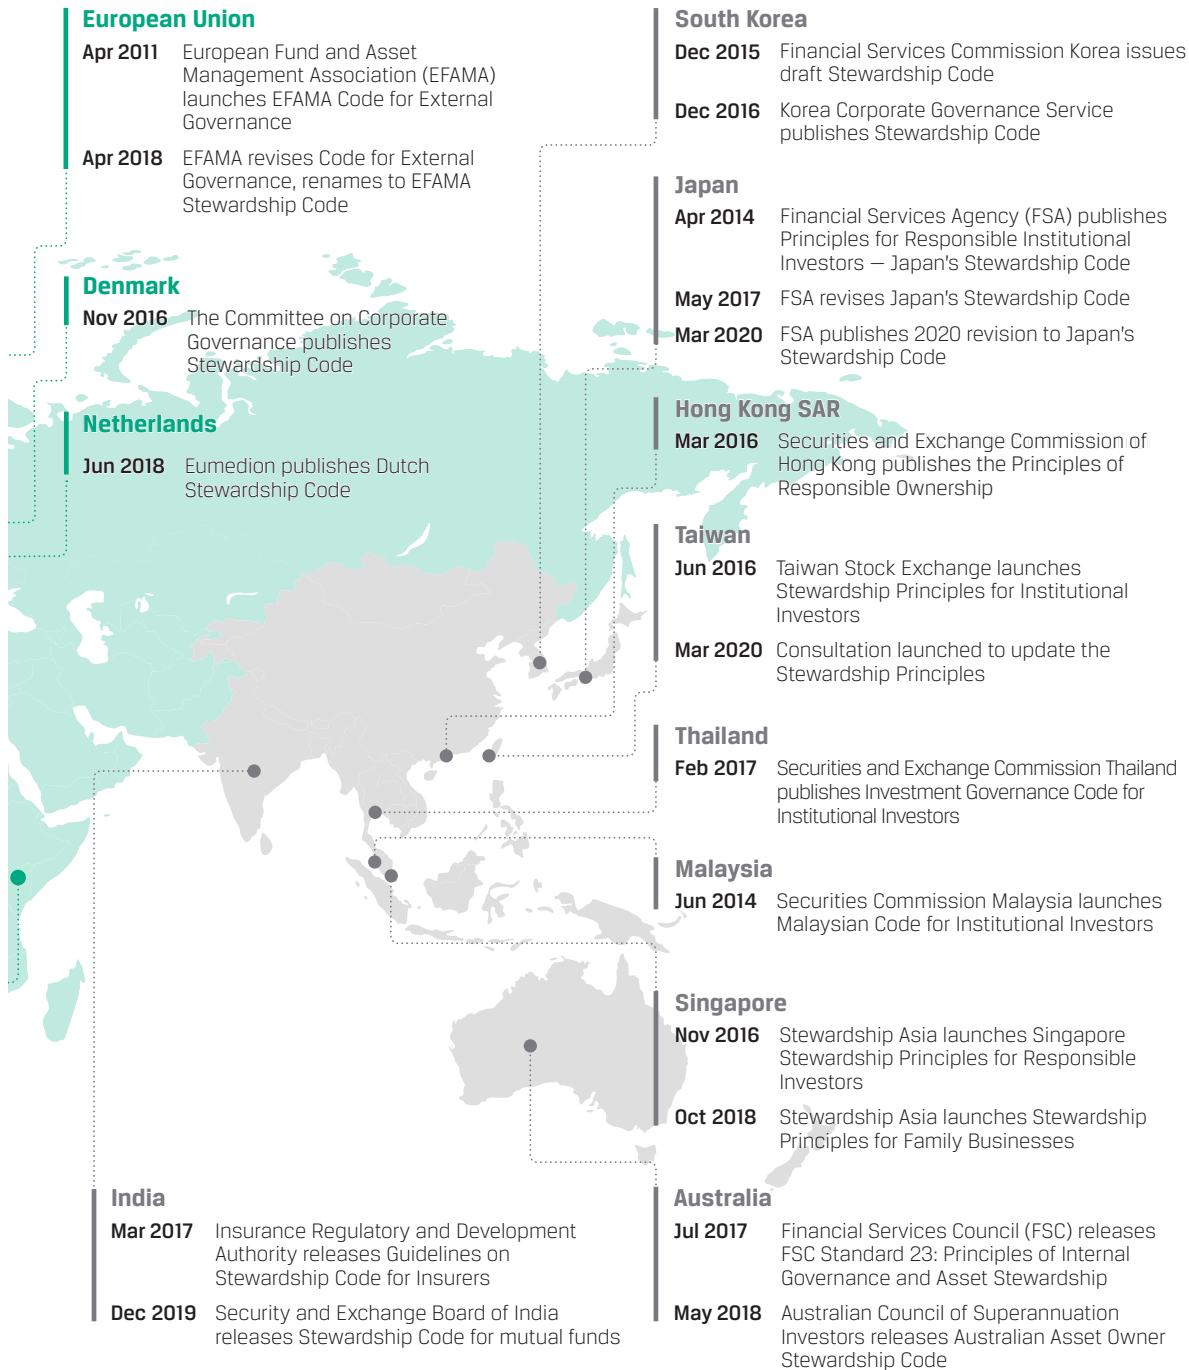 European Union
Apr 2011 European Fund and Asset
Management Association (EFAMA)
launches EFAMA Code for External
Governance
Apr 2018 EFAMA revises Code for External
Governance, renames to EFAMA
Stewardship Code
Denmark
Nov 2016 The Committee on Corporate
Governance publishes
Stewardship Code
Netherlands
Jun 2018 Eumedion publishes Dutch
Stewardship Code
South Korea
Dec 2015 Financial Services Commission Korea issues
draft Stewardship Code
Dec 2016 Korea Corporate Governance Service
publishes Stewardship Code
Japan
Apr 2014 Financial Services Agency (FSA) publishes
Principles for Responsible Institutional
Investors — Japan's Stewardship Code
May 2017 FSA revises Japan's Stewardship Code
Mar 2020 FSA publishes 2020 revision to Japan's
Stewardship Code
Hong Kong SAR
Mar 2016 Securities and Exchange Commission of
Hong Kong publishes the Principles of
Responsible Ownership
Taiwan
Jun 2016 Taiwan Stock Exchange launches
Stewardship Principles for Institutional
Investors
Mar 2020 Consultation launched to update the
Stewardship Principles
Thailand
Feb 2017 Securities and Exchange Commission Thailand
publishes Investment Governance Code for
Institutional Investors
Malaysia
Jun 2014 Securities Commission Malaysia launches
Malaysian Code for Institutional Investors
Singapore
Nov 2016 Stewardship Asia launches Singapore
Stewardship Principles for Responsible
Investors
Oct 2018 Stewardship Asia launches Stewardship
Principles for Family Businesses
India
Mar 2017 Insurance Regulatory and Development
Authority releases Guidelines on
Stewardship Code for Insurers
Dec 2019 Security and Exchange Board of India
releases Stewardship Code for mutual funds
Australia
Jul 2017 Financial Services Council (FSC) releases
FSC Standard 23: Principles of Internal
Governance and Asset Stewardship
May 2018 Australian Council of Superannuation
Investors releases Australian Asset Owner
Stewardship Code